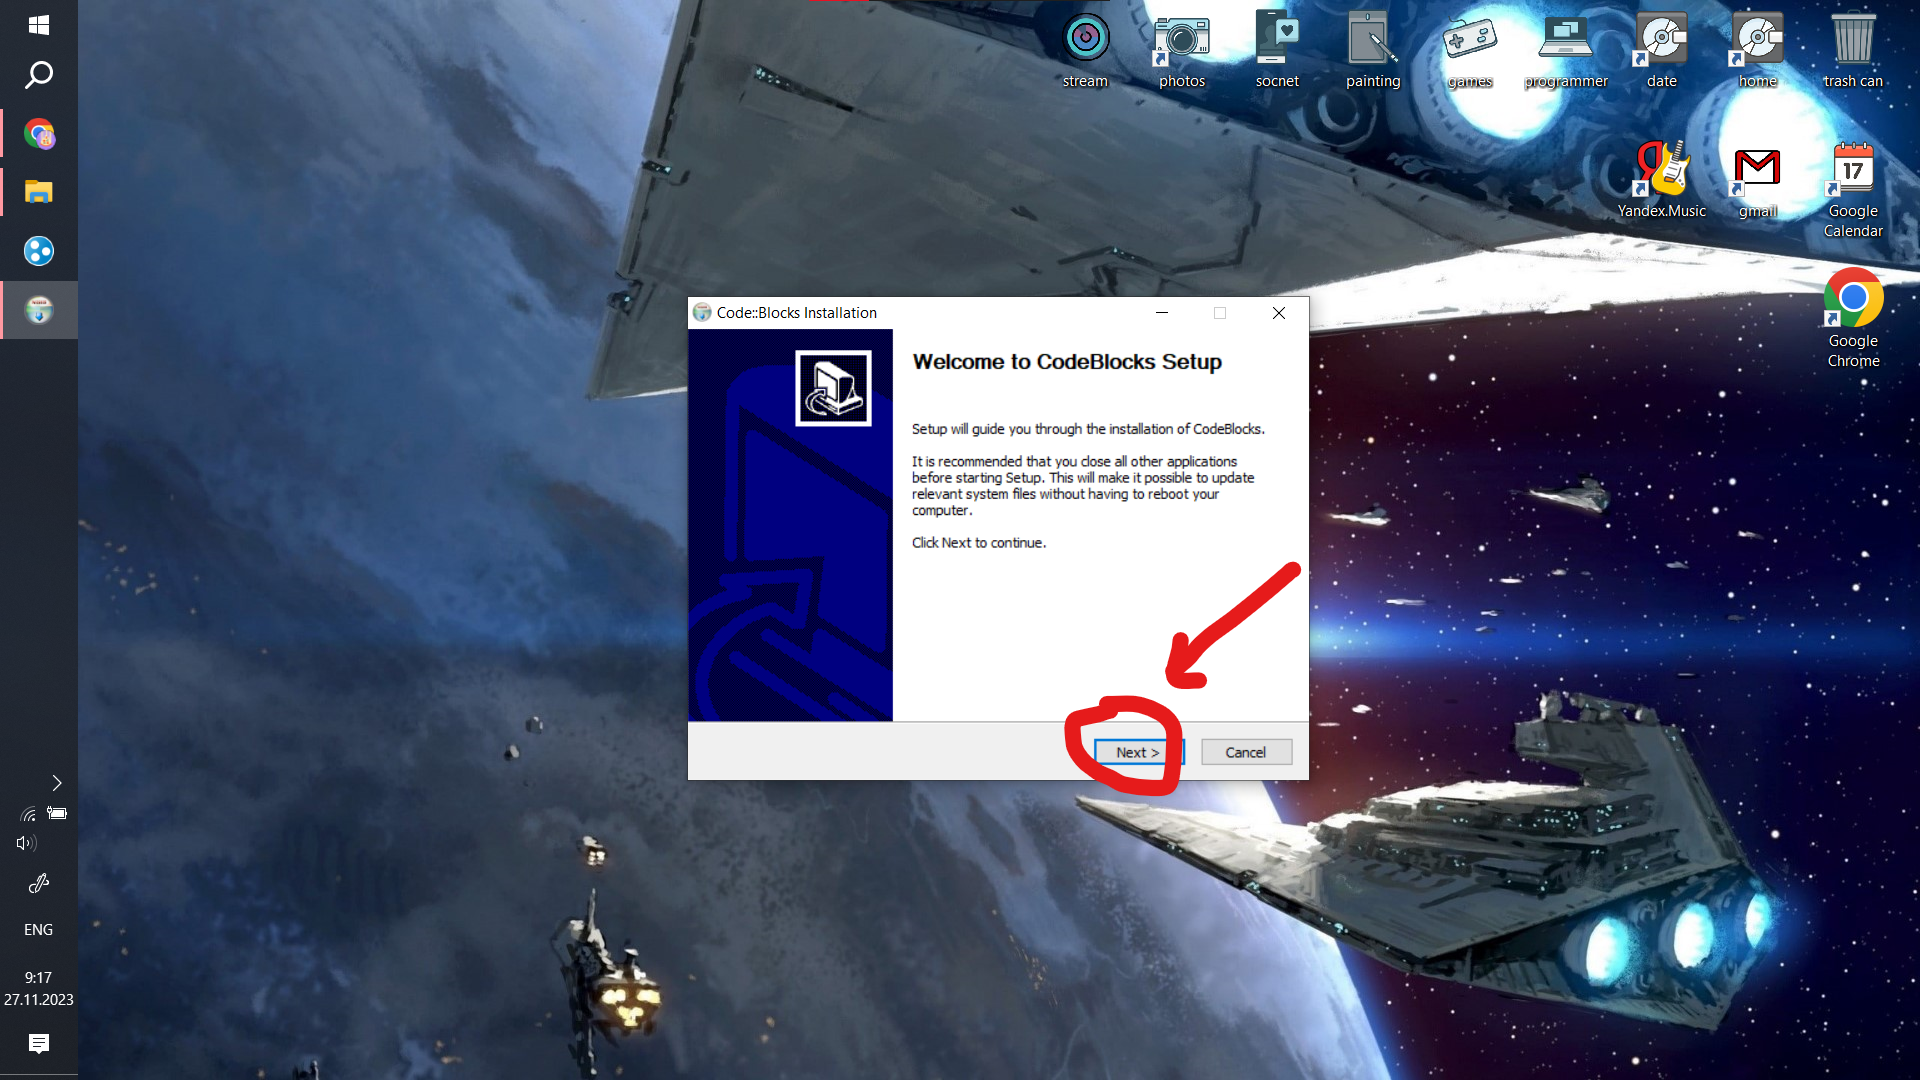 stream
photos
socnet
painting
games
programmer
date
home
trash can
Yandex.Music
gmail
17
Google
Calendar
Google
Chrome
Code::Blocks Installation
Welcome to CodeBlocks Setup
Setup will guide you through the installation of CodeBlocks.
It is recommended that you close all other applications
before starting Setup. This will make it possible to update
relevant system files without having to reboot your
computer.
Click Next to continue.
Next >
Cancel
ENG
9:17
27.11.2023